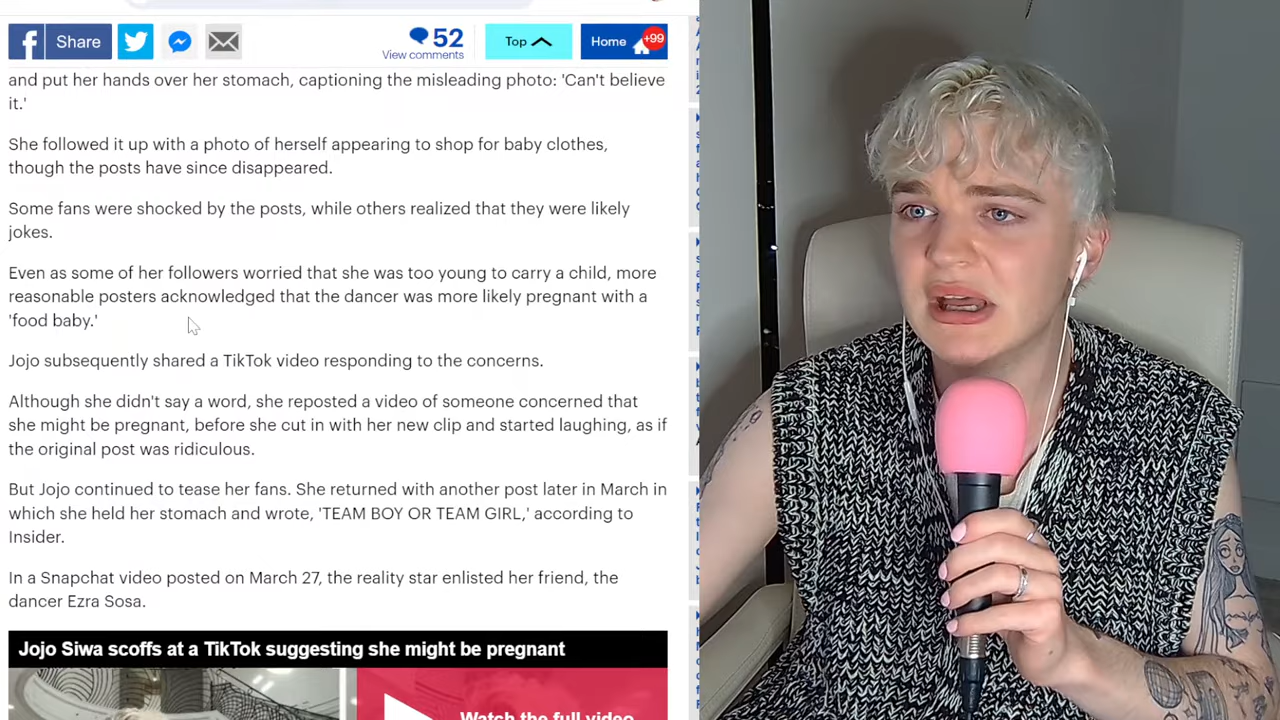 Share
52
View comments
Top
Home
+99
and put her hands over her stomach, captioning the misleading photo: 'Can't believe
it.'
She followed it up with a photo of herself appearing to shop for baby clothes,
though the posts have since disappeared.
Some fans were shocked by the posts, while others realized that they were likely
jokes.
Even as some of her followers worried that she was too young to carry a child, more
reasonable posters acknowledged that the dancer was more likely pregnant with a
'food baby.'
Jojo subsequently shared a TikTok video responding to the concerns.
Although she didn't say a word, she reposted a video of someone concerned that
she might be pregnant, before she cut in with her new clip and started laughing, as if
the original post was ridiculous.
But Jojo continued to tease her fans. She returned with another post later in March in
which she held her stomach and wrote, 'TEAM BOY OR TEAM GIRL,' according to
Insider.
In a Snapchat video posted on March 27, the reality star enlisted her friend, the
dancer Ezra Sosa.
Jojo Siwa scoffs at a TikTok suggesting she might be pregnant
Watch the full video